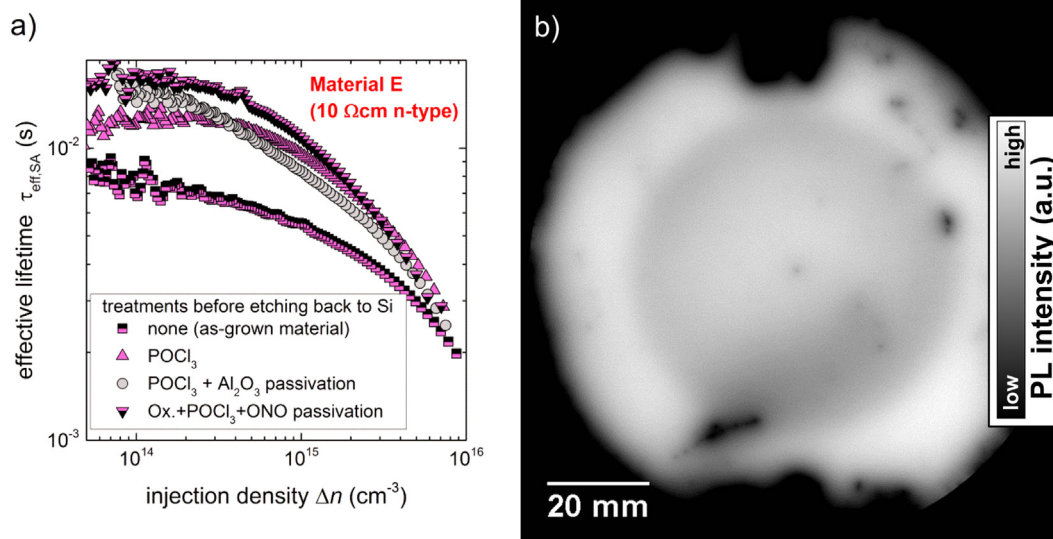 a)
Material E
(10 Ωcm n-type)
effective lifetime τeff,SA (s)
10-2
10-3
treatments before etching back to Si
none (as-grown material)
POCl3
POCl3 + Al2O3 passivation
Ox.+POCl3+ONO passivation
1014
1015
1016
injection density Δn (cm-3)
b)
high
low
PL intensity (a.u.)
20 mm